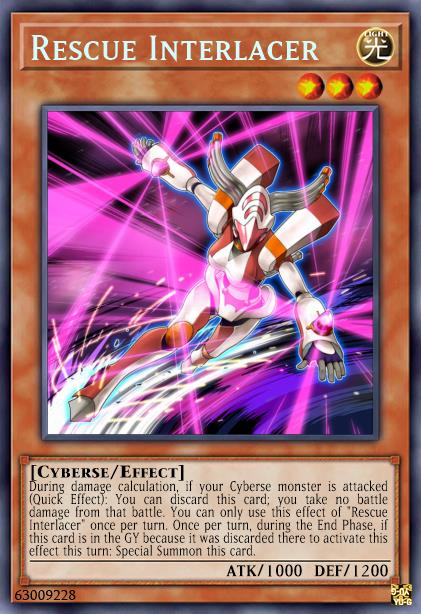 RESCUE INTERLACER
LIGHT
光
[CYBERSE/EFFECT]
During damage calculation, if your Cyberse monster is attacked
(Quick Effect): You can discard this card; you take no battle
damage from that battle. You can only use this effect of "Rescue
Interlacer" once per turn. Once per turn, during the End Phase, if
this card is in the GY because it was discarded there to activate this
effect this turn: Special Summon this card.
ATK/1000 DEF/1200
63009228